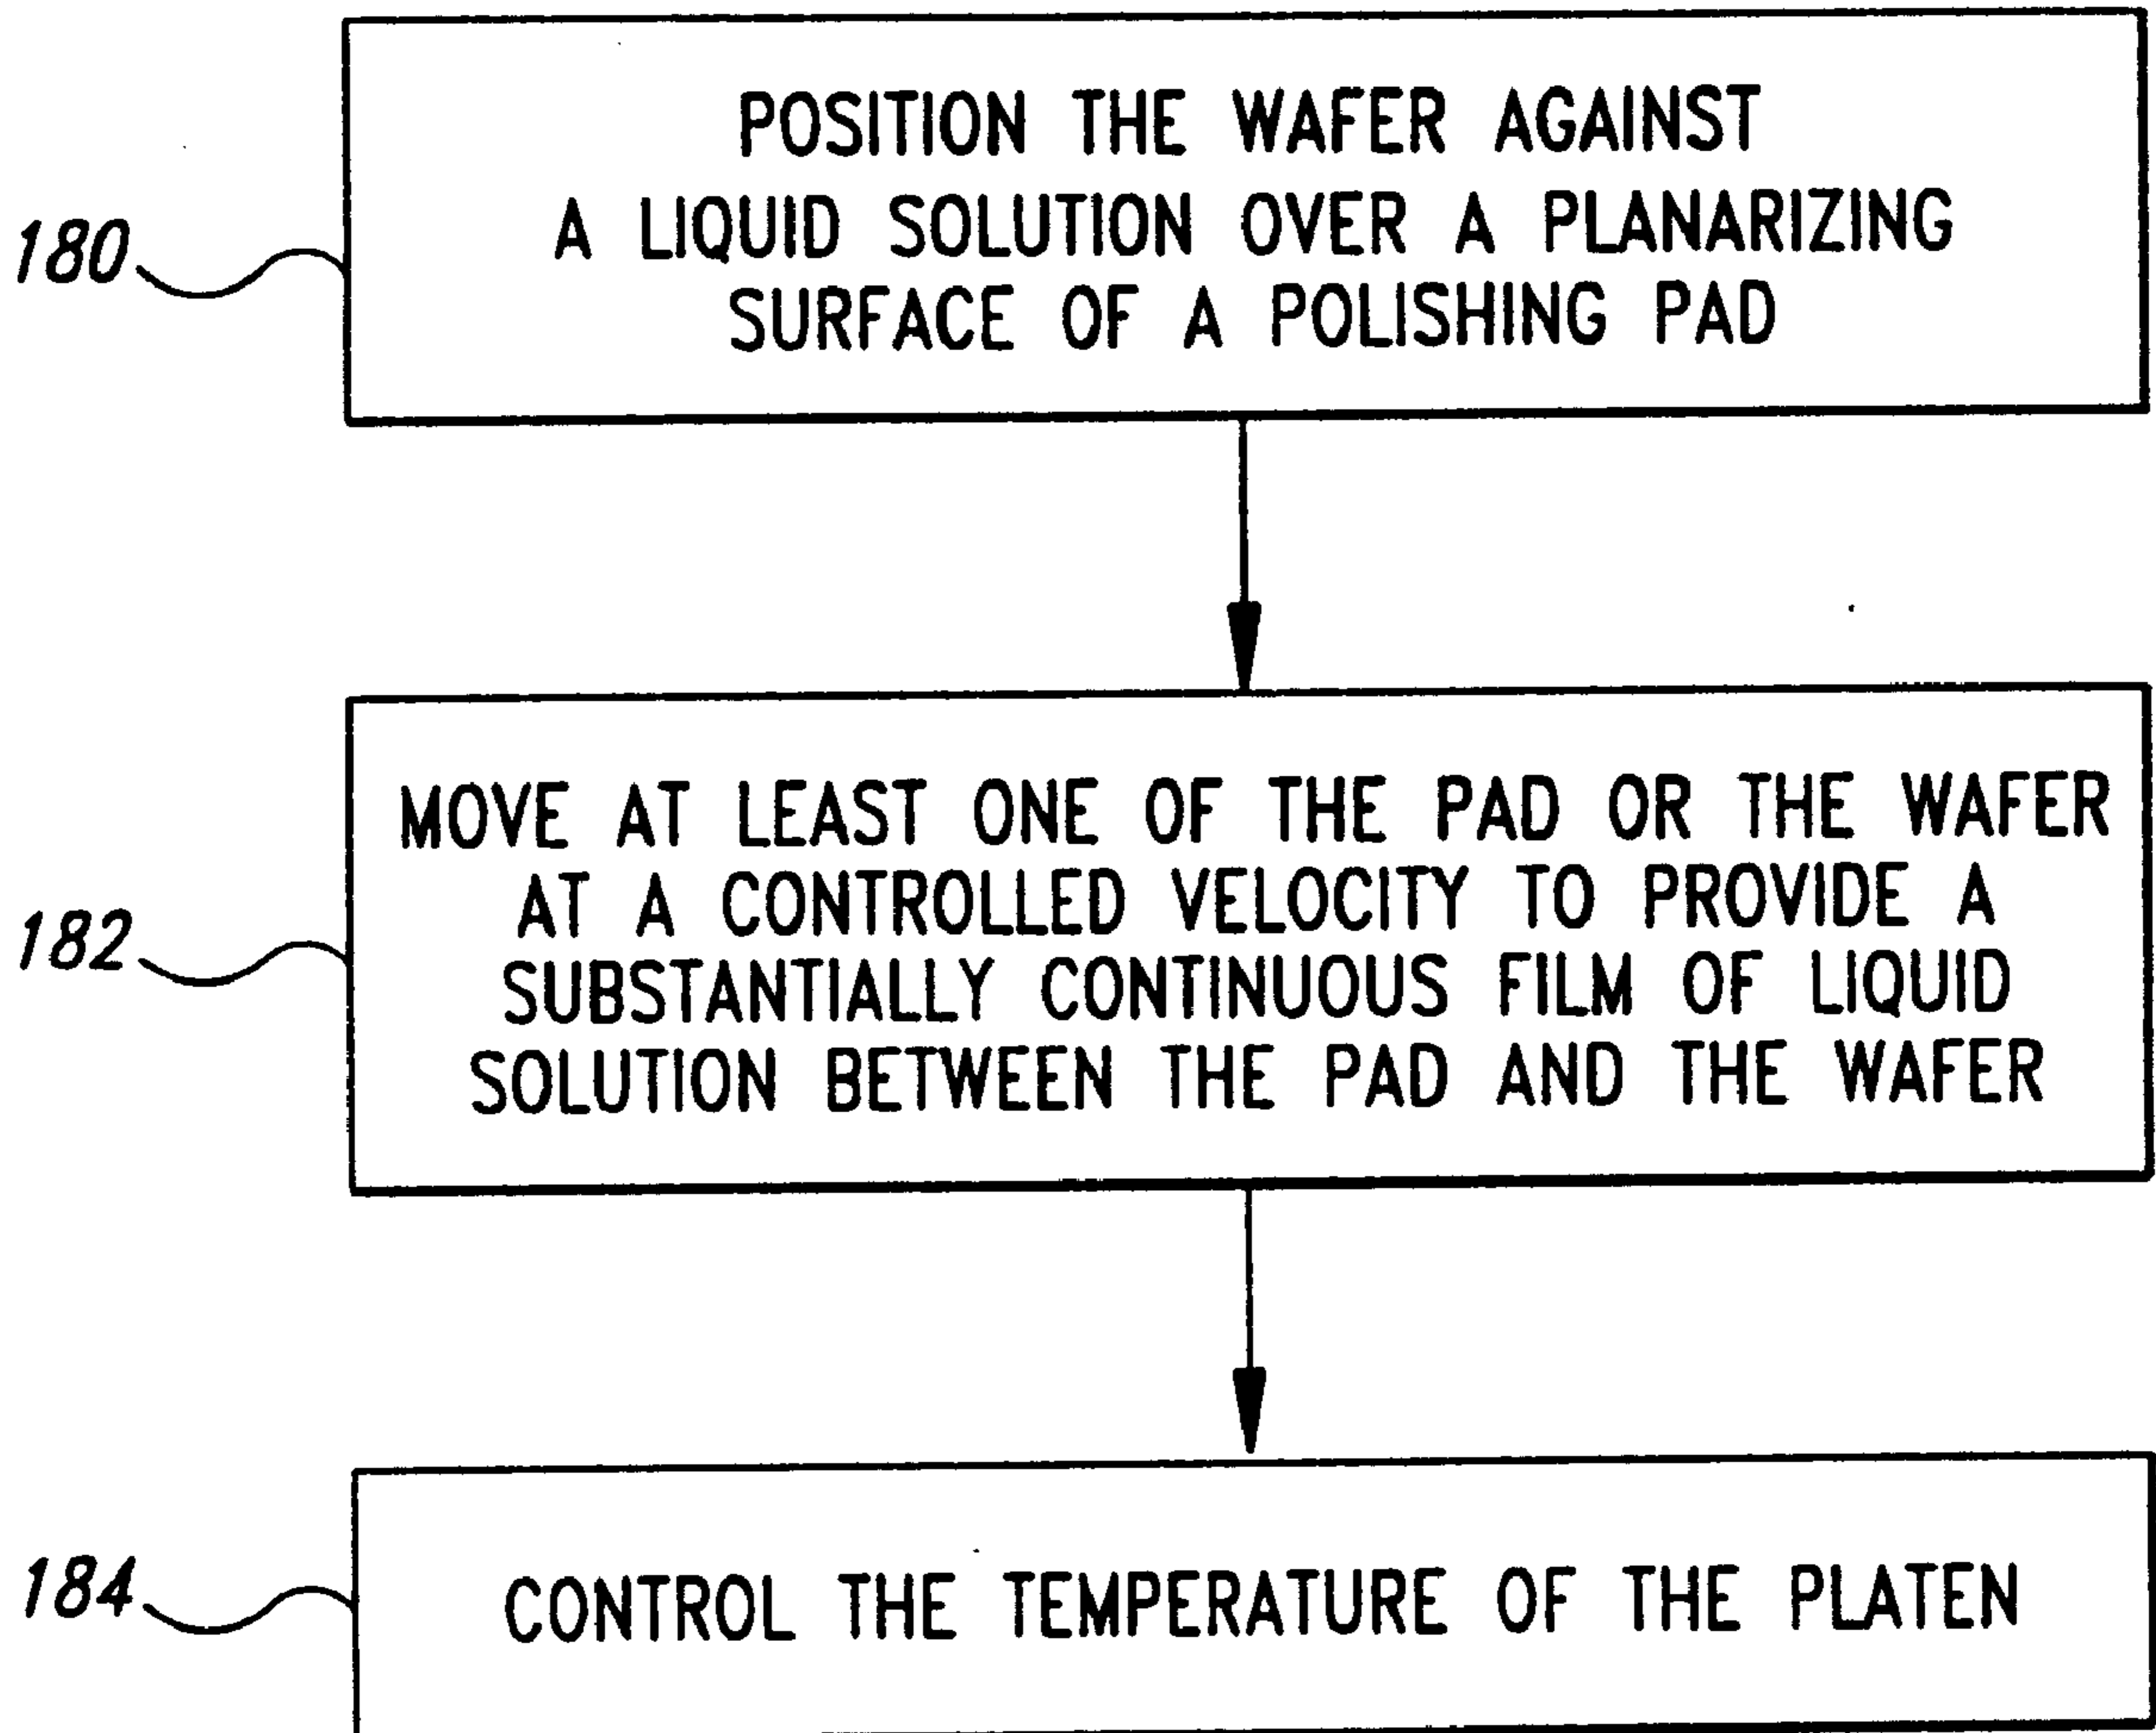 180
POSITION THE WAFER AGAINST
A LIQUID SOLUTION OVER A PLANARIZING
SURFACE OF A POLISHING PAD
182
MOVE AT LEAST ONE OF THE PAD OR THE WAFER
AT A CONTROLLED VELOCITY TO PROVIDE A
SUBSTANTIALLY CONTINUOUS FILM OF LIQUID
SOLUTION BETWEEN THE PAD AND THE WAFER
184
CONTROL THE TEMPERATURE OF THE PLATEN